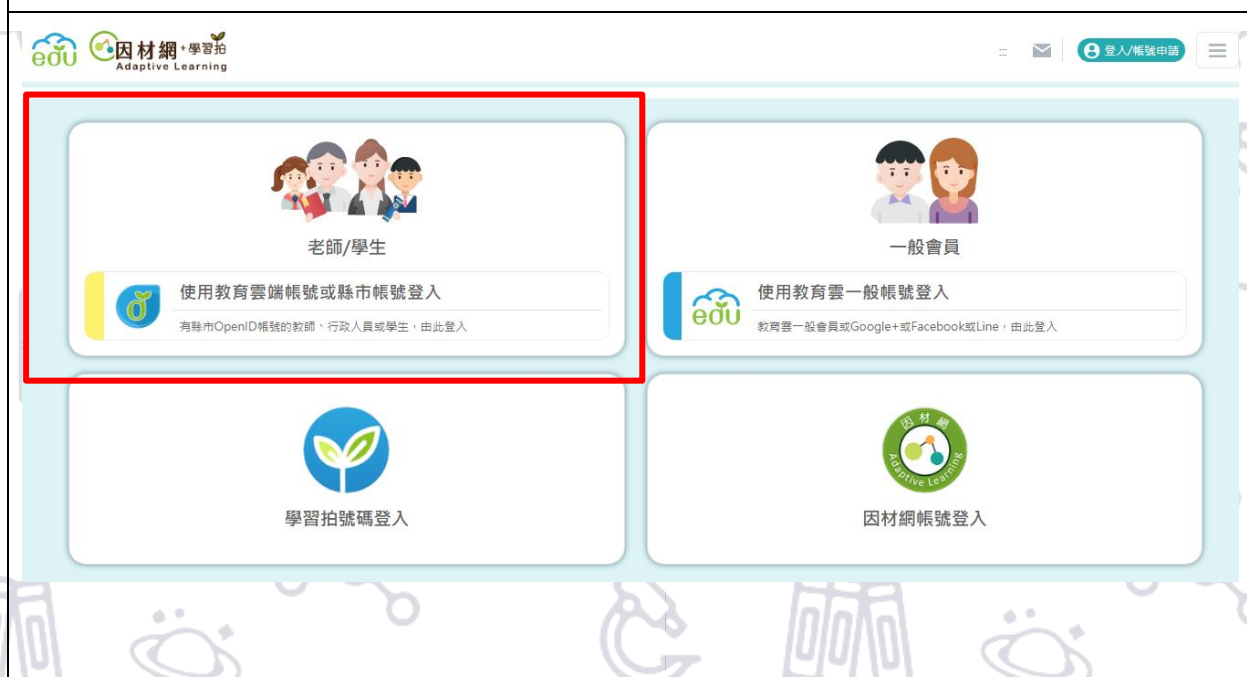 edu 因材網+學習拍
Adaptive Learning
:::
登入/帳號申請
老師/學生
使用教育雲端帳號或縣市帳號登入
有縣市OpenID帳號的教師、行政人員或學生，由此登入
一般會員
edu
使用教育雲一般帳號登入
教育雲一般會員或Google+或Facebook或Line，由此登入
學習拍號碼登入
因材網
Adaptive Learning
因材網帳號登入